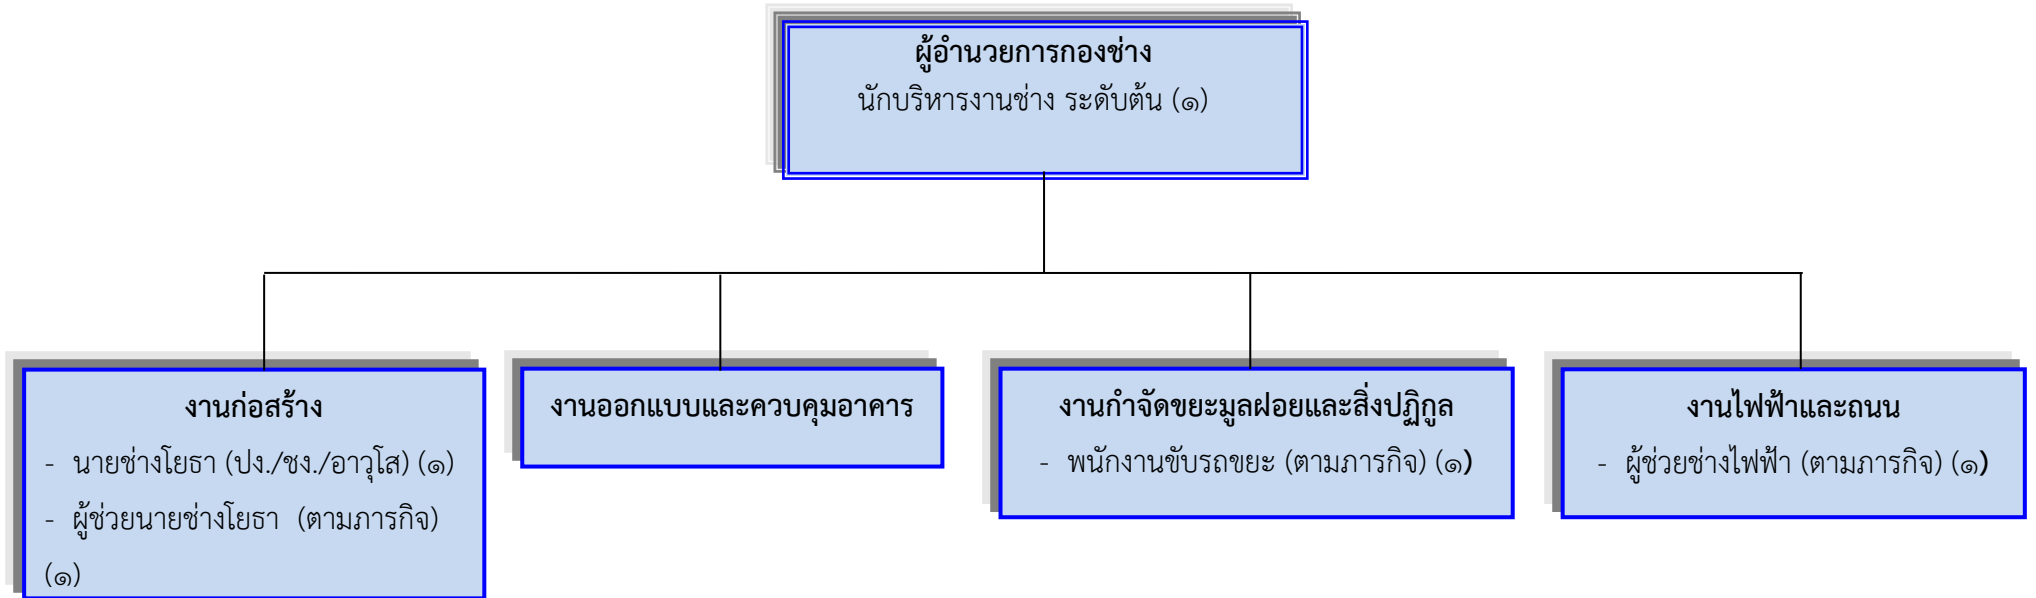 ผู้อำนวยการกองช่าง
นักบริหารงานช่าง ระดับต้น (๑)
งานก่อสร้าง
- นายช่างโยธา (ปง./ชง./อาวุโส) (๑)
- ผู้ช่วยนายช่างโยธา (ตามภารกิจ)
(๑)
งานออกแบบและควบคุมอาคาร
งานกำจัดขยะมูลฝอยและสิ่งปฏิกูล
- พนักงานขับรถขยะ (ตามภารกิจ) (๑)
งานไฟฟ้าและถนน
- ผู้ช่วยช่างไฟฟ้า (ตามภารกิจ) (๑)